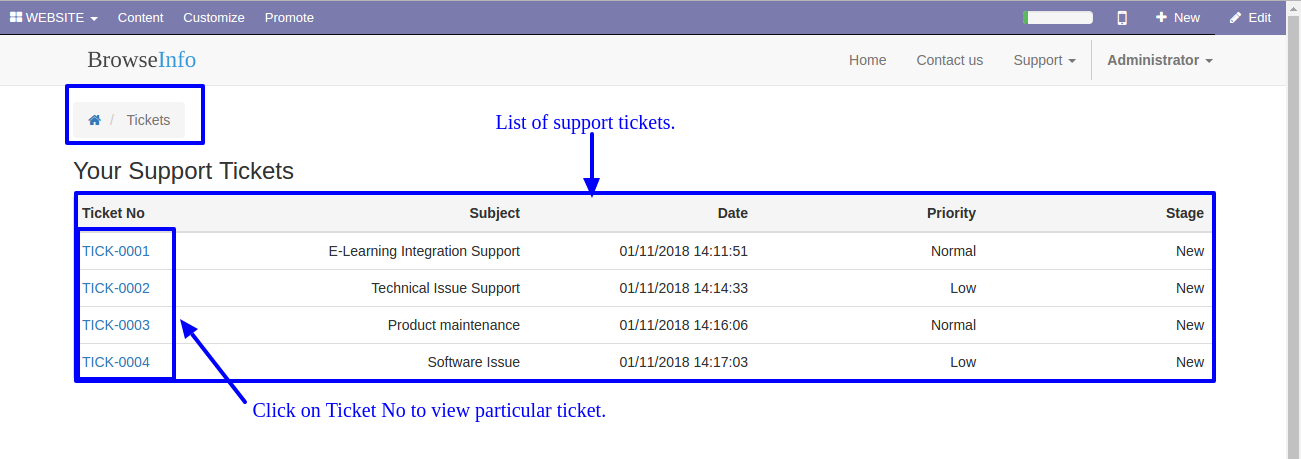 WEBSITE Content Customize Promote New Edit
BrowseInfo Home Contact us Support Administrator
/ Tickets
List of support tickets.
Your Support Tickets
Ticket No Subject Date Priority Stage
TICK-0001 E-Learning Integration Support 01/11/2018 14:11:51 Normal New
TICK-0002 Technical Issue Support 01/11/2018 14:14:33 Low New
TICK-0003 Product maintenance 01/11/2018 14:16:06 Normal New
TICK-0004 Software Issue 01/11/2018 14:17:03 Low New
Click on Ticket No to view particular ticket.